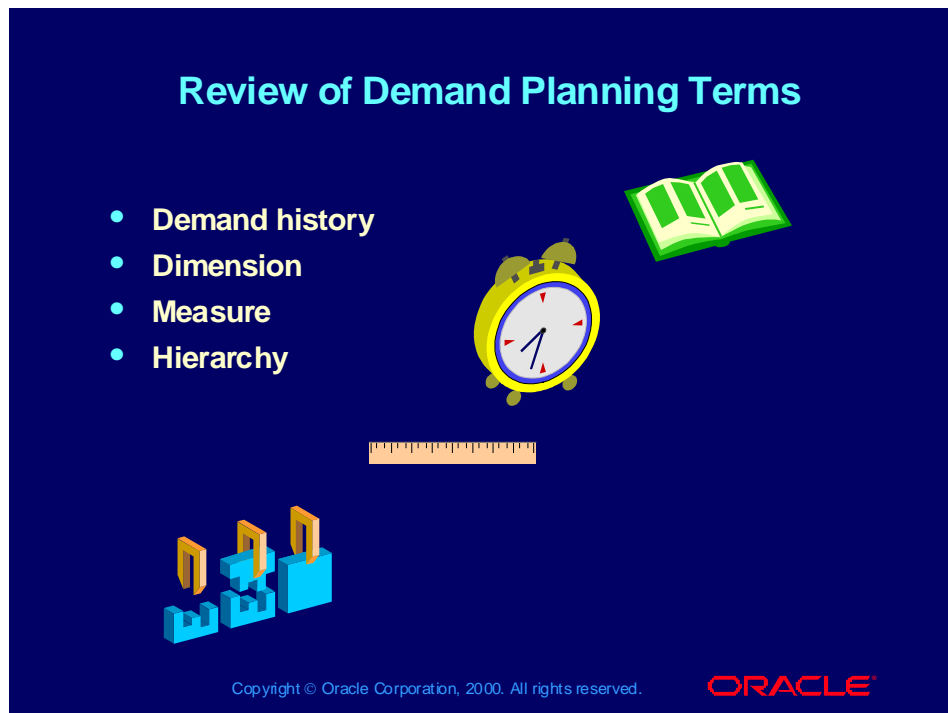 Review of Demand Planning Terms
• Demand history
• Dimension
• Measure
• Hierarchy
Copyright © Oracle Corporation, 2000. All rights reserved.
ORACLE®